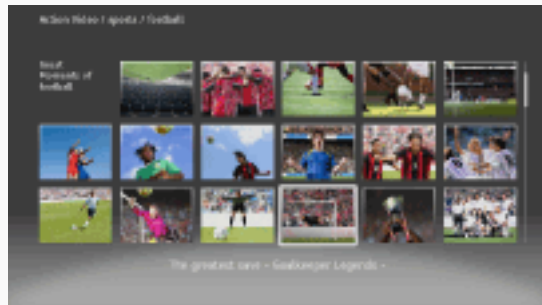 Action Video / sports / football
Great
Moments of
football
The greatest save - Goalkeeper Legends -